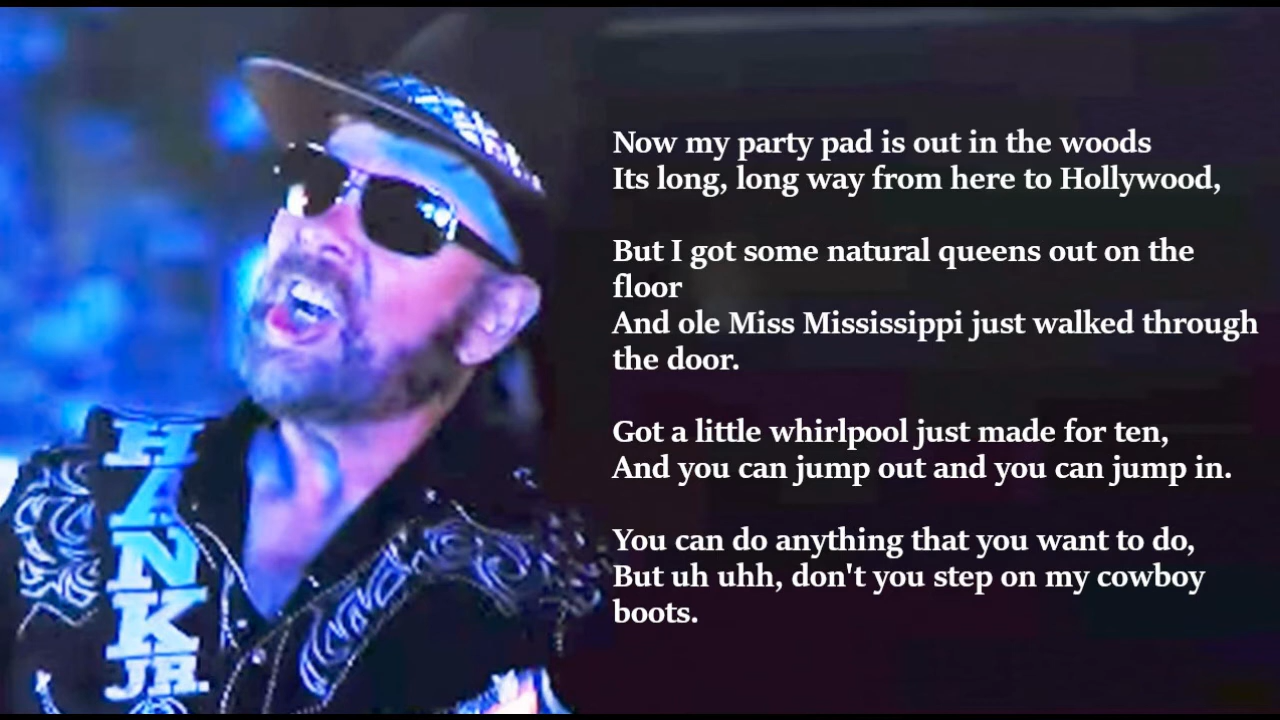 HANK
JR.
Now my party pad is out in the woods
Its long, long way from here to Hollywood,
But I got some natural queens out on the
floor
And ole Miss Mississippi just walked through
the door.
Got a little whirlpool just made for ten,
And you can jump out and you can jump in.
You can do anything that you want to do,
But uh uhh, don't you step on my cowboy
boots.